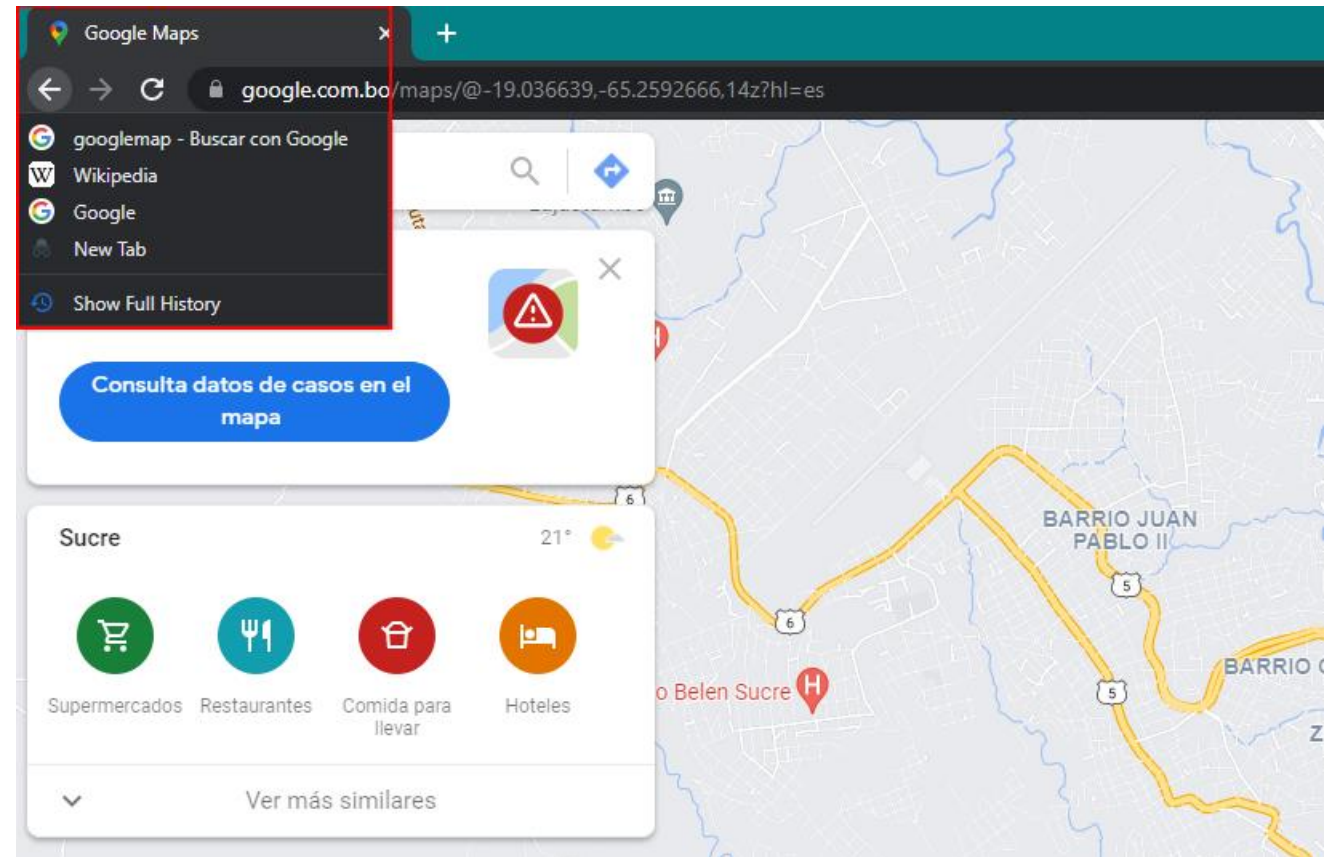 Google Maps
google.com.bo/maps/@-19.036639,-65.2592666,14z?hl=es
googlemap - Buscar con Google
W Wikipedia
Google
New Tab
Show Full History
Consulta datos de casos en el
mapa
Sucre
21°
Supermercados
Restaurantes
Comida para
llevar
Hoteles
Ver más similares
6
BARRIO JUAN
PABLO II
5
6
o Belen Sucre H
5
BARRIO
Z